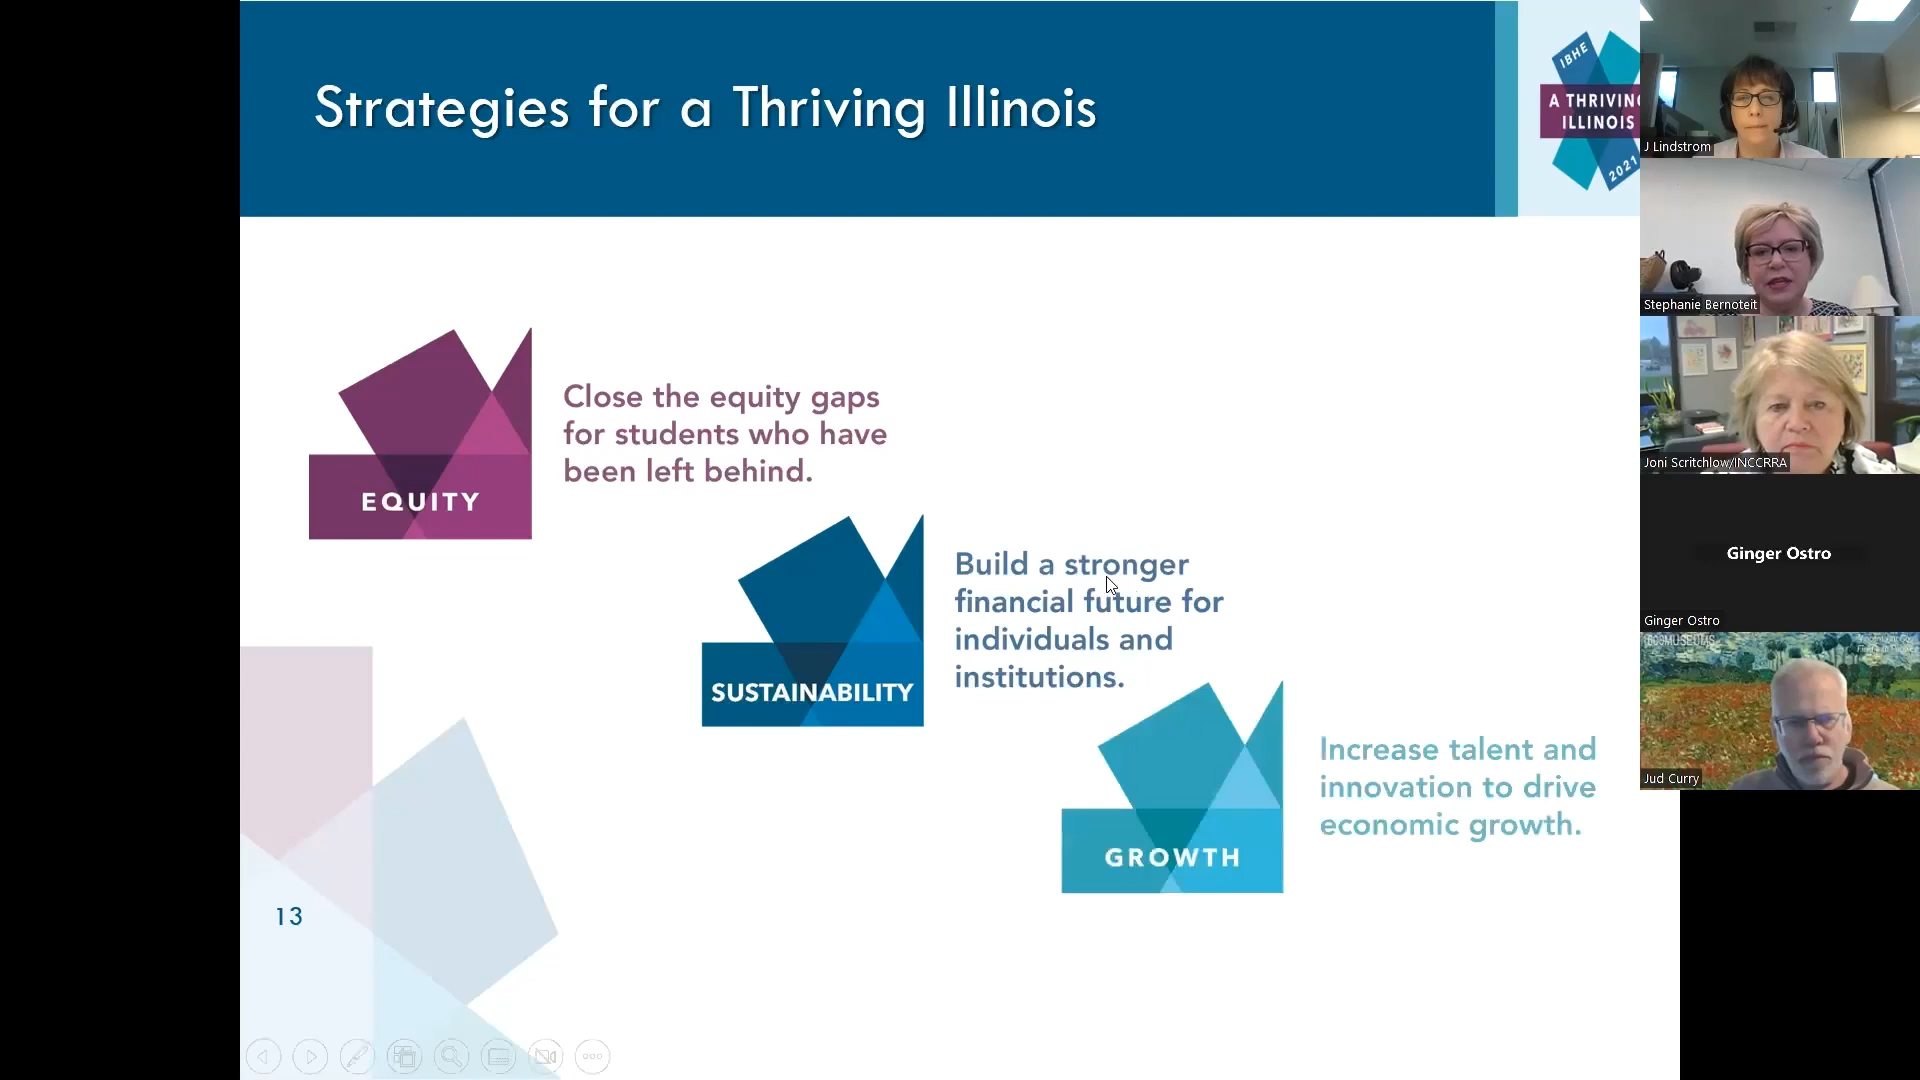 Strategies for a Thriving Illinois
IBHE
A THRIVING
ILLINOIS
2021
EQUITY
Close the equity gaps
for students who have
been left behind.
SUSTAINABILITY
Build a stronger
financial future for
individuals and
institutions.
GROWTH
Increase talent and
innovation to drive
economic growth.
13
J Lindstrom
Stephanie Bernoteit
Joni Scritchlow/INCCRRA
Ginger Ostro
Ginger Ostro
Jud Curry